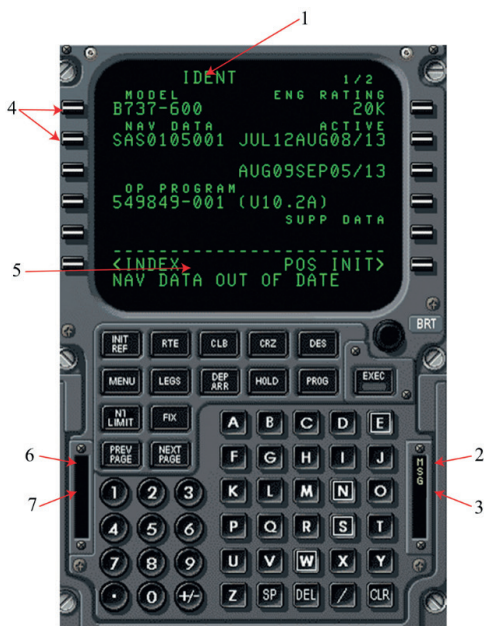 1
IDENT 1/2
MODEL ENG RATING
B737-600 20K
NAV DATA ACTIVE
SAS0105001 JUL12AUG08/13
AUG09SEP05/13
OP PROGRAM
549849-001 (U10.2A)
SUPP DATA
--------------------------
<INDEX POS INIT>
NAV DATA OUT OF DATE
4
5
BRT
INIT REF RTE CLB CRZ DES
MENU LEGS DEP ARR HOLD PROG EXEC
N1 LIMIT FIX
A B C D E
PREV PAGE NEXT PAGE
F G H I J
6
7
MSG
2
3
1 2 3 K L M N O
4 5 6 P Q R S T
7 8 9 U V W X Y
. 0 +/- Z SP DEL / CLR